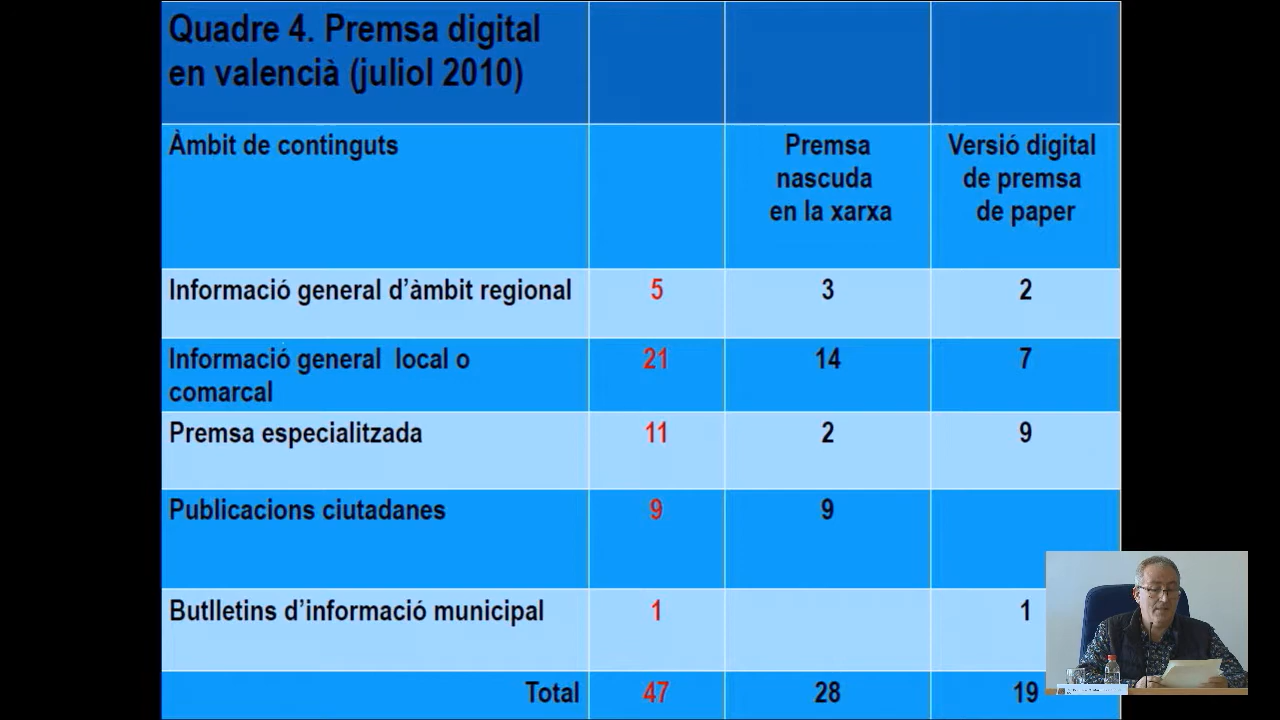 Quadre 4. Premsa digital
en valencià (juliol 2010)
Àmbit de continguts
Premsa
nascuda
en la xarxa
Versió digital
de premsa
de paper
Informació general d’àmbit regional 5 3 2
Informació general local o
comarcal
21 14 7
Premsa especialitzada 11 2 9
Publicacions ciutadanes 9 9
Butlletins d’informació municipal 1 1
Total 47 28 19